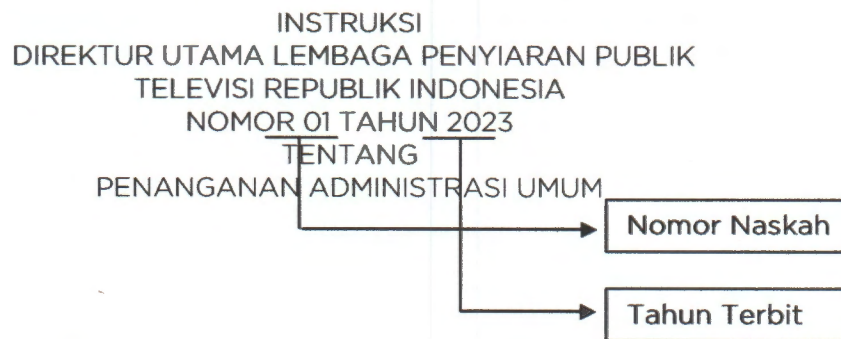 INSTRUKSI
DIREKTUR UTAMA LEMBAGA PENYIARAN PUBLIK
TELEVISI REPUBLIK INDONESIA
NOMOR 01 TAHUN 2023
TENTANG
PENANGANAN ADMINISTRASI UMUM
Nomor Naskah
Tahun Terbit